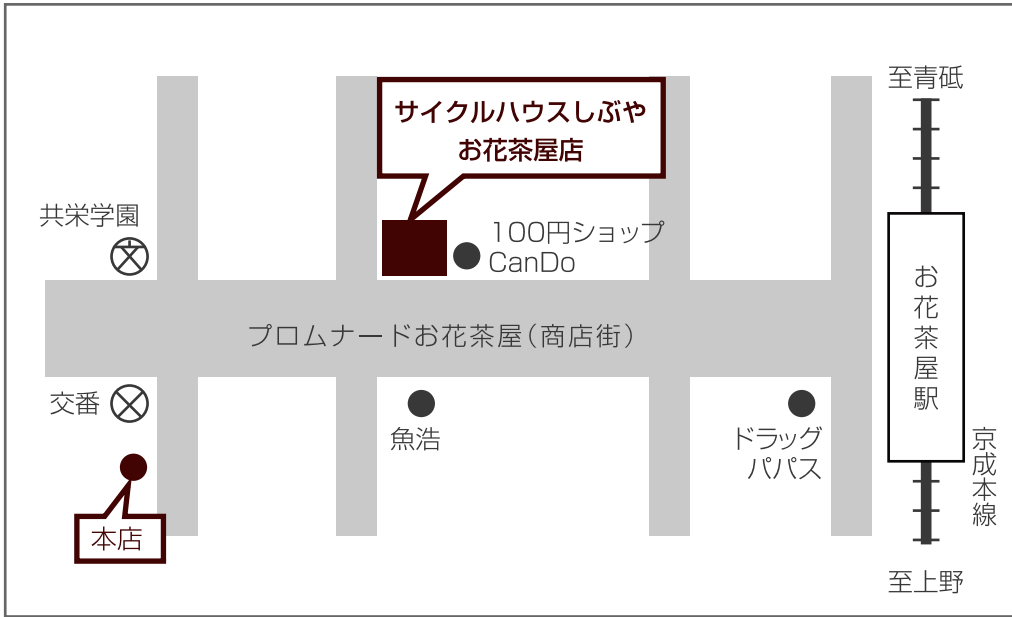 至青砥
サイクルハウスしぶや
お花茶屋店
共栄学園
100円ショップ
CanDo
お花茶屋駅
プロムナードお花茶屋（商店街）
交番
魚浩
ドラッグ
パパス
京成本線
本店
至上野